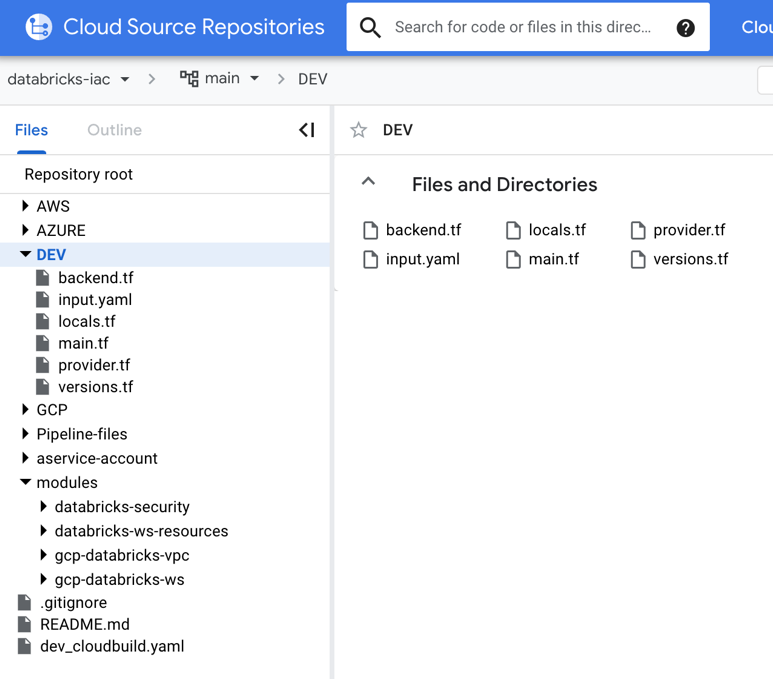 Cloud Source Repositories
Search for code or files in this direc...
?
databricks-iac
main
DEV
Files
Outline
DEV
Repository root
Files and Directories
AWS
AZURE
DEV
backend.tf
input.yaml
locals.tf
main.tf
provider.tf
versions.tf
GCP
Pipeline-files
aservice-account
modules
databricks-security
databricks-ws-resources
gcp-databricks-vpc
gcp-databricks-ws
.gitignore
README.md
dev_cloudbuild.yaml
backend.tf locals.tf provider.tf
input.yaml main.tf versions.tf